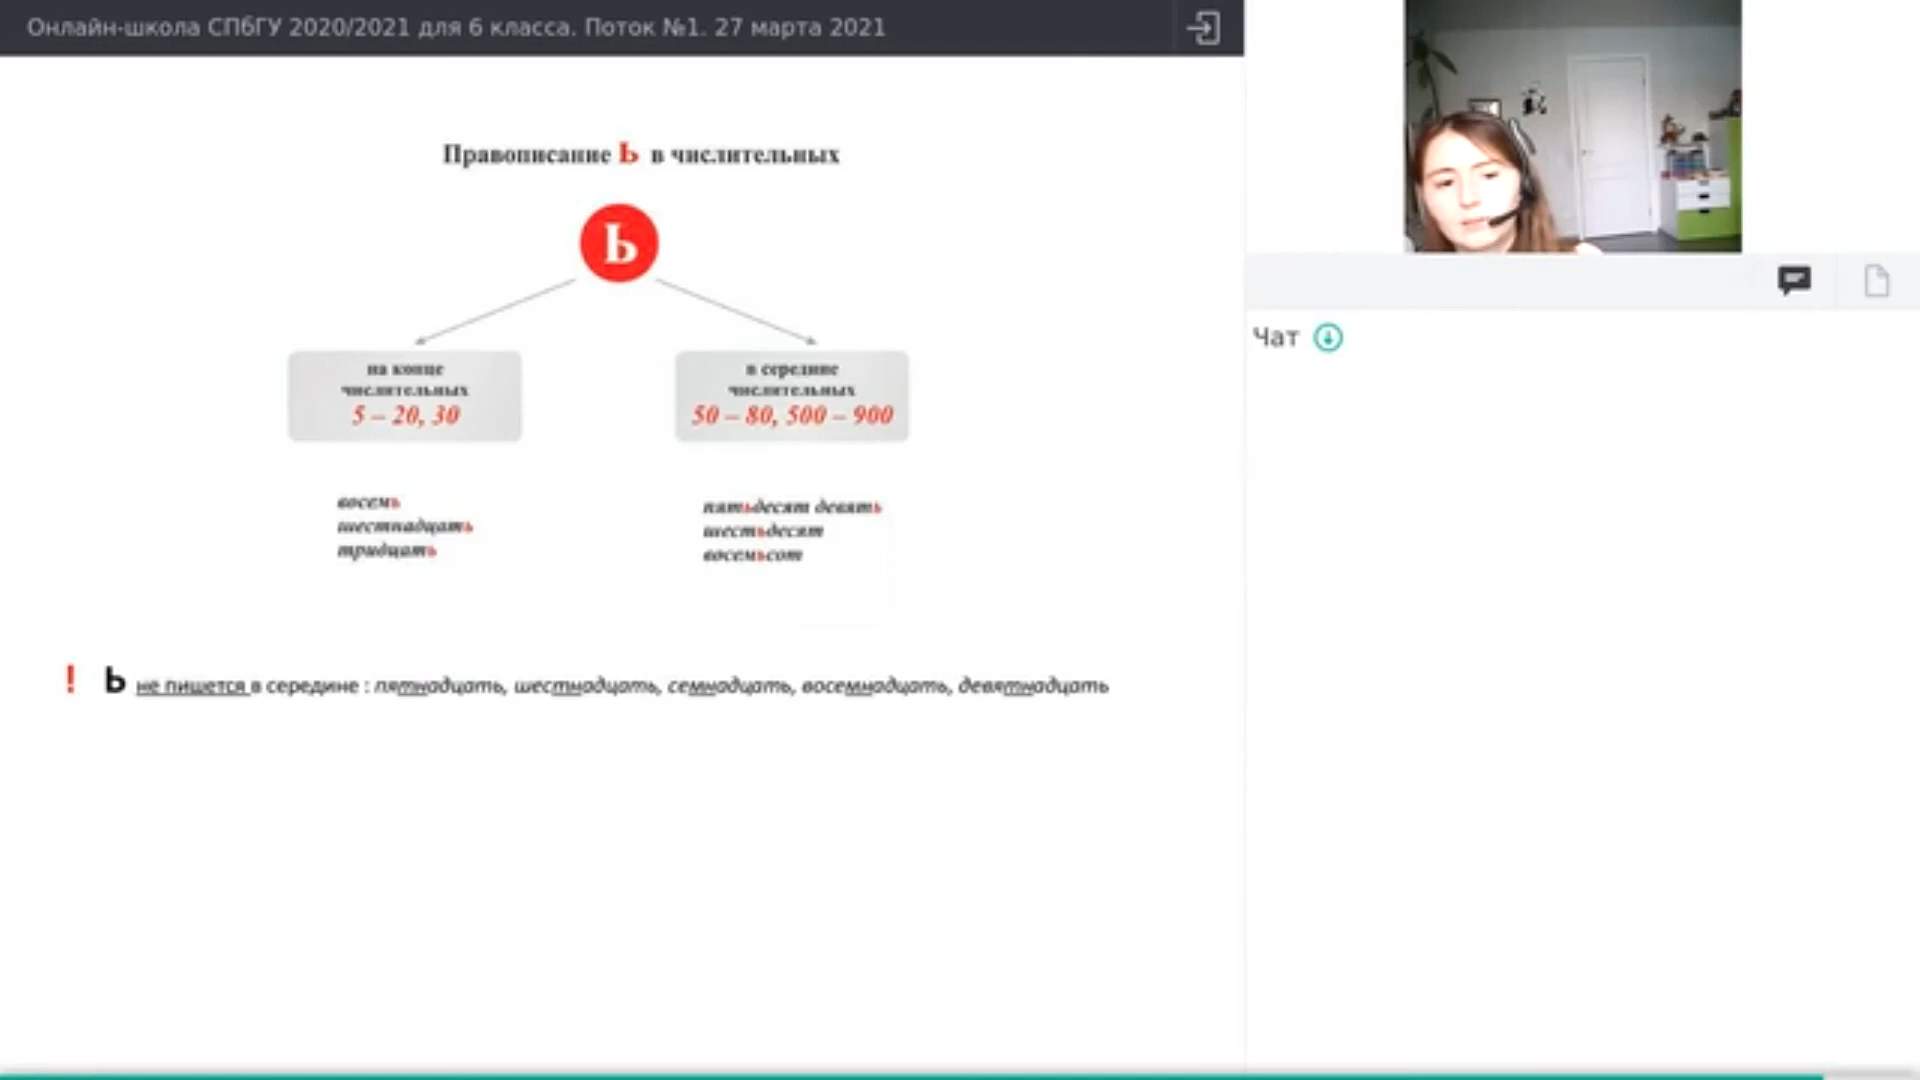 Онлайн-школа СПбГУ 2020/2021 для 6 класса. Поток №1. 27 марта 2021
Правописание Ь в числительных
Ь
на конце
числительных
5 – 20, 30
в середине
числительных
50 – 80, 500 – 900
восемь
шестнадцать
тридцать
пятьдесят девять
шестьдесят
восемьсот
! Ь не пишется в середине : пятнадцать, шестнадцать, семнадцать, восемнадцать, девятнадцать
Чат